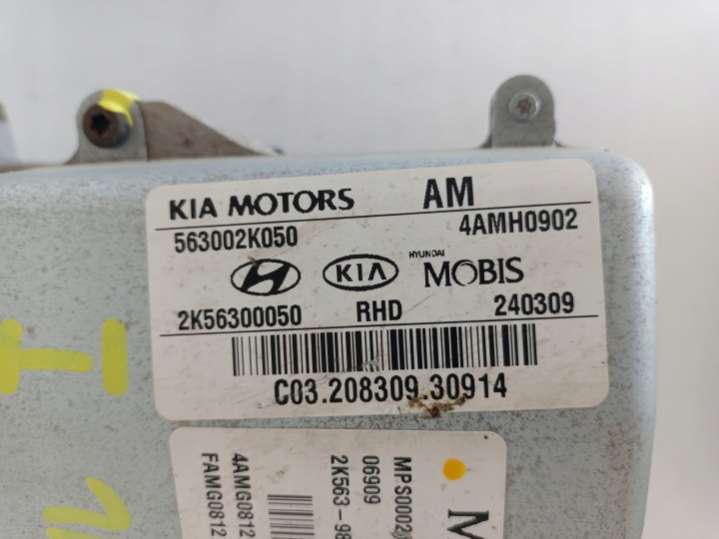 KIA MOTORS AM
563002K050 4AMH0902
KIA HYUNDAI MOBIS
2K56300050 RHD 240309
C03.208309.30914
MPS0002
06909
2K563-98
4AMG0812
FAMG0812
M